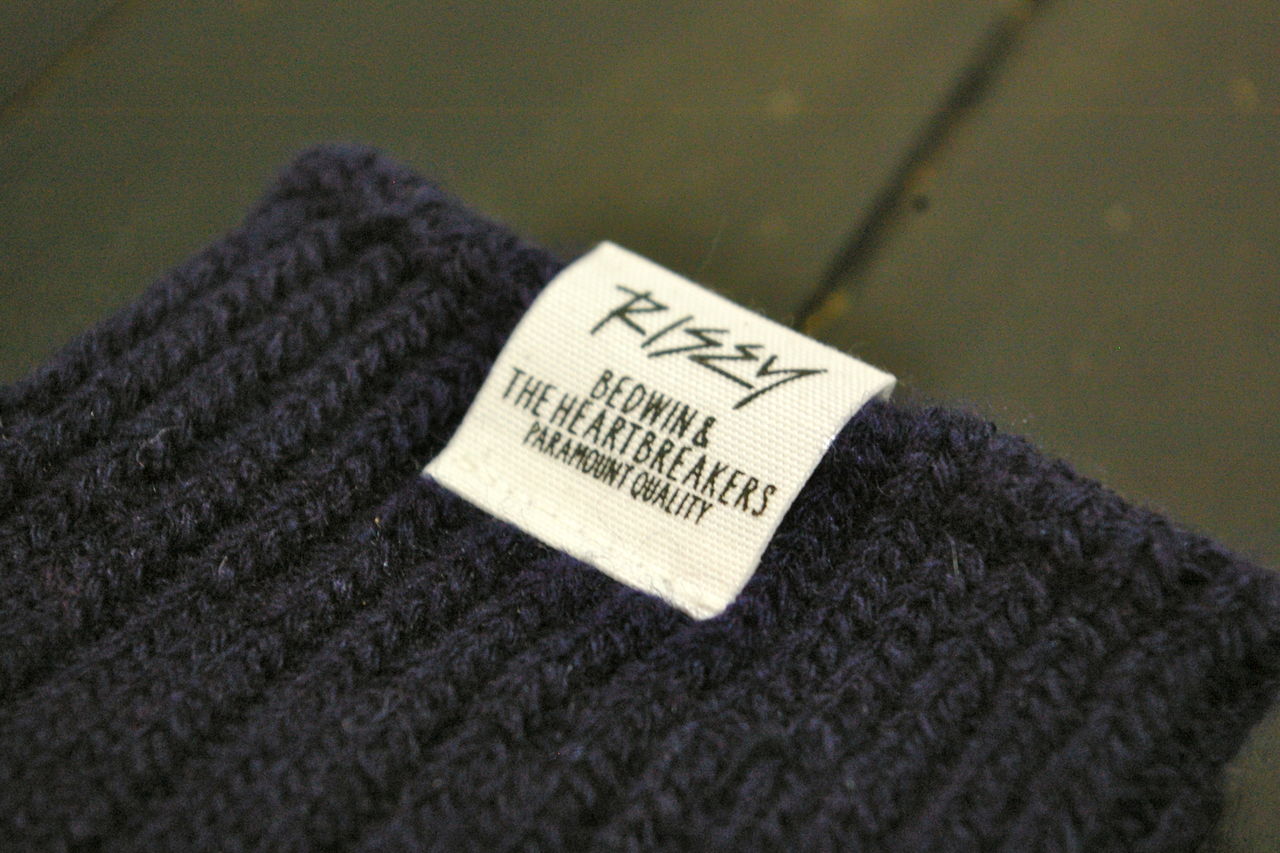 RISEY
BEDWIN &
THE HEARTBREAKERS
PARAMOUNT QUALITY